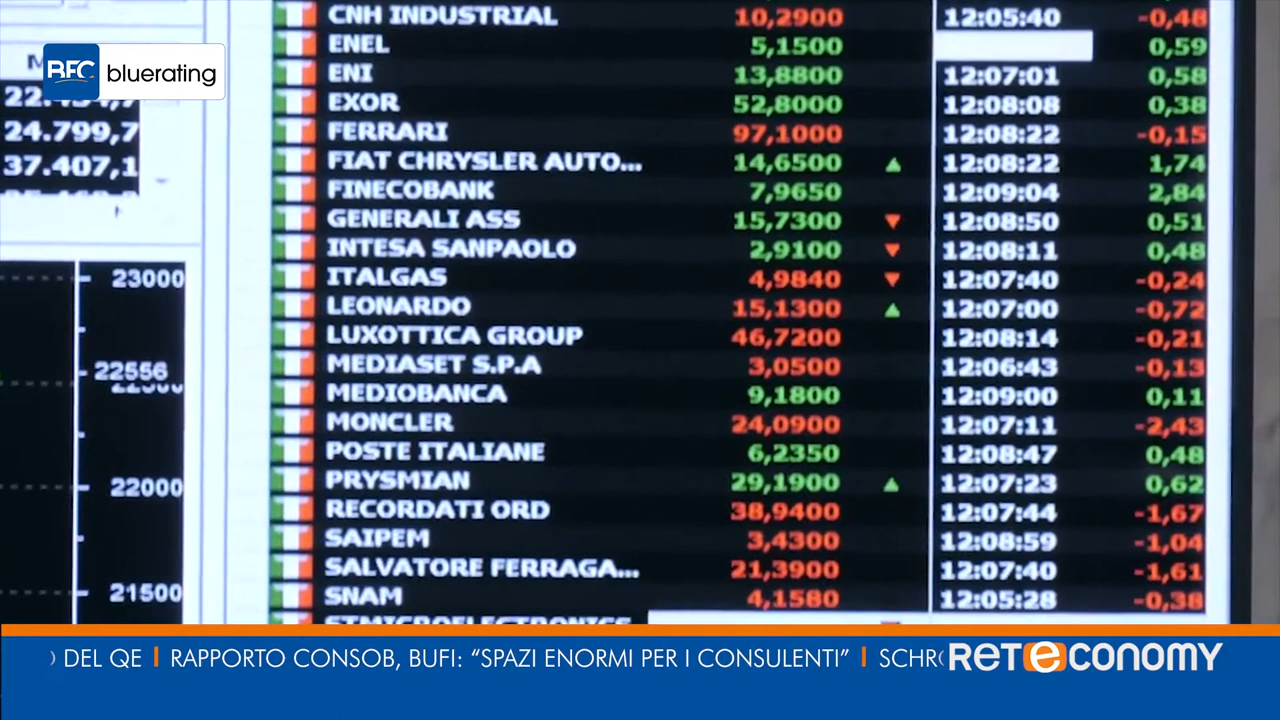 BFC bluerating
24.799,7
37.407,1
23000
22556
22000
21500
CNH INDUSTRIAL 10,2900 12:05:40 -0,48
ENEL 5,1500 0,59
ENI 13,8800 12:07:01 0,58
EXOR 52,8000 12:08:08 0,38
FERRARI 97,1000 12:08:22 -0,15
FIAT CHRYSLER AUTO... 14,6500 12:08:22 1,74
FINECOBANK 7,9650 12:09:04 2,84
GENERALI ASS 15,7300 12:08:50 0,51
INTESA SANPAOLO 2,9100 12:08:11 0,48
ITALGAS 4,9840 12:07:40 -0,24
LEONARDO 15,1300 12:07:00 -0,72
LUXOTTICA GROUP 46,7200 12:08:14 -0,21
MEDIASET S.P.A 3,0500 12:06:43 -0,13
MEDIOBANCA 9,1800 12:09:00 0,11
MONCLER 24,0900 12:07:11 -2,43
POSTE ITALIANE 6,2350 12:08:47 0,48
PRYSMIAN 29,1900 12:07:23 0,62
RECORDATI ORD 38,9400 12:07:44 -1,67
SAIPEM 3,4300 12:08:59 -1,04
SALVATORE FERRAGA... 21,3900 12:07:40 -1,61
SNAM 4,1580 12:05:28 -0,38
STMICROELECTRONICS
DEL QE | RAPPORTO CONSOB, BUFI: “SPAZI ENORMI PER I CONSULENTI” | SCHR
RETECONOMY